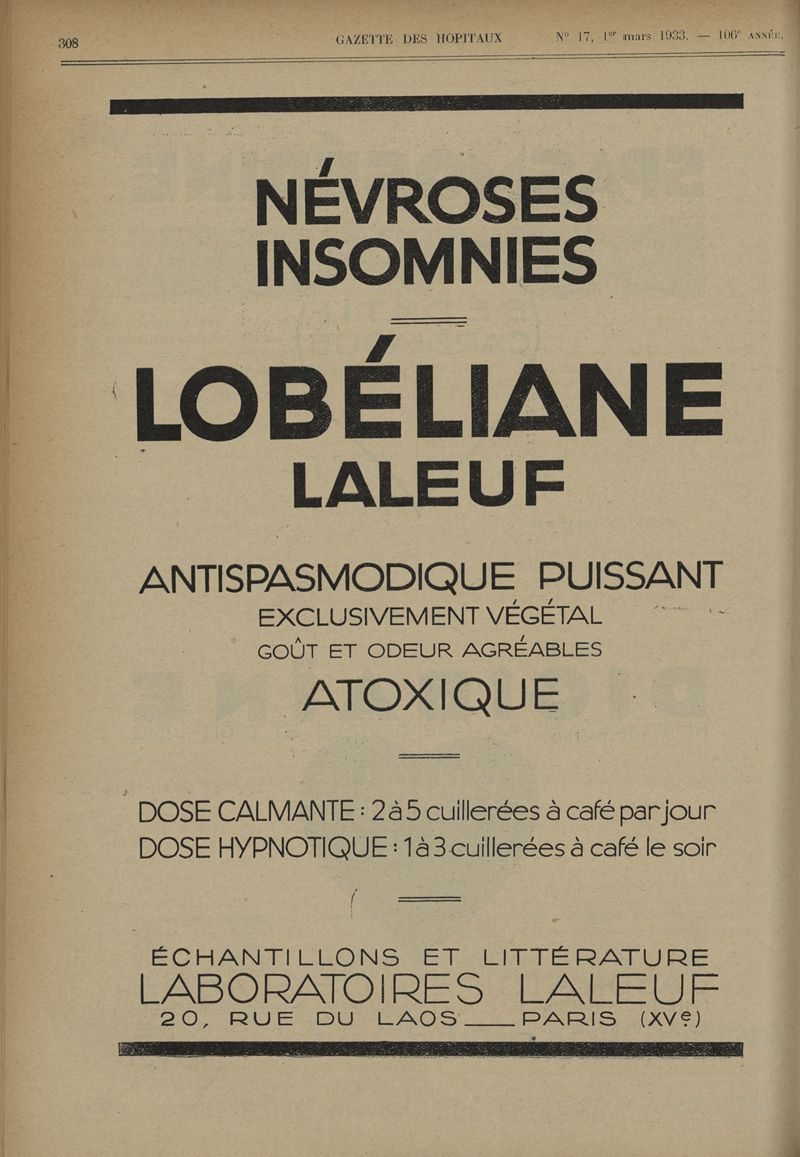 308 GAZETTE DES HOPITAUX N° 17, 1er mars 1933. — 106e ANNÉE.
NÉVROSES
INSOMNIES
LOBÉLIANE
LALEUF
ANTISPASMODIQUE PUISSANT
EXCLUSIVEMENT VÉGÉTAL
GOÛT ET ODEUR AGRÉABLES
ATOXIQUE
DOSE CALMANTE : 2 à 5 cuillerées à café par jour
DOSE HYPNOTIQUE : 1 à 3 cuillerées à café le soir
ÉCHANTILLONS ET LITTÉRATURE
LABORATOIRES LALEUF
20, RUE DU LAOS ___ PARIS (XVe)